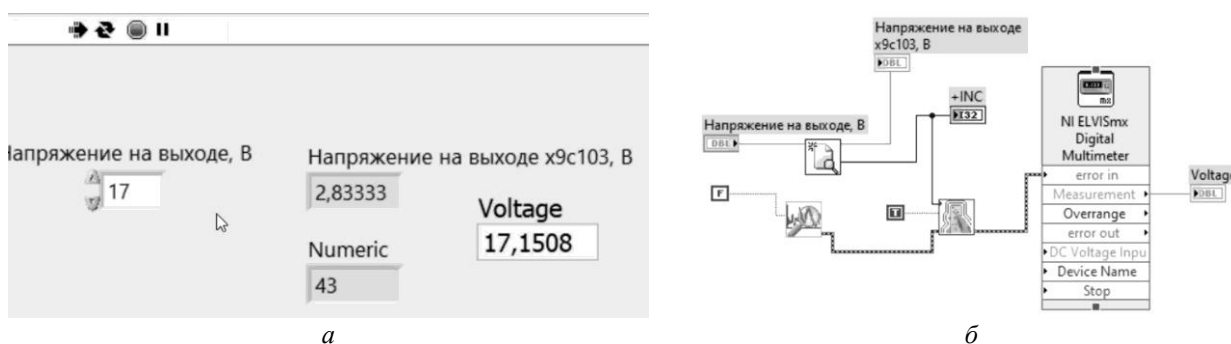 Напряжение на выходе, В
17
Напряжение на выходе x9c103, В
2,83333
Numeric
43
Voltage
17,1508
а
Напряжение на выходе
x9c103, В
DBL
+INC
I32
Напряжение на выходе, В
DBL
F
T
mx
NI ELVISmx
Digital
Multimeter
error in
Measurement
Overrange
error out
DC Voltage Inpu
Device Name
Stop
Voltage
DBL
б